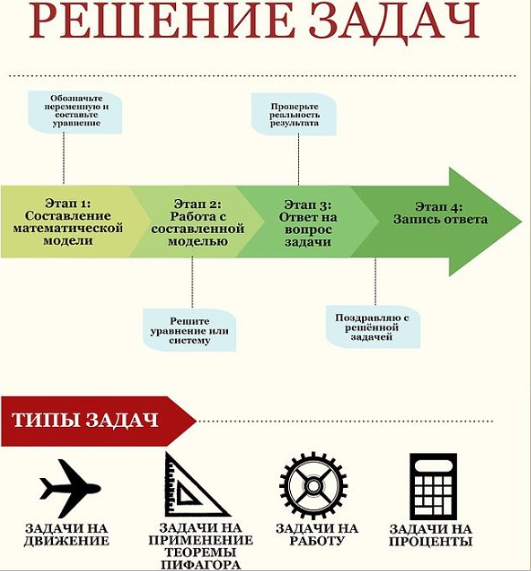 РЕШЕНИЕ ЗАДАЧ
Обозначьте
переменную и
составьте
уравнение
Проверьте
реальность
результата
Этап 1:
Составление
математической
модели
Этап 2:
Работа с
составленной
моделью
Этап 3:
Ответ на
вопрос
задачи
Этап 4:
Запись ответа
Решите
уравнение или
систему
Поздравляю с
решённой
задачей
ТИПЫ ЗАДАЧ
ЗАДАЧИ НА
ДВИЖЕНИЕ
ЗАДАЧИ НА
ПРИМЕНЕНИЕ
ТЕОРЕМЫ
ПИФАГОРА
ЗАДАЧИ НА
РАБОТУ
ЗАДАЧИ НА
ПРОЦЕНТЫ